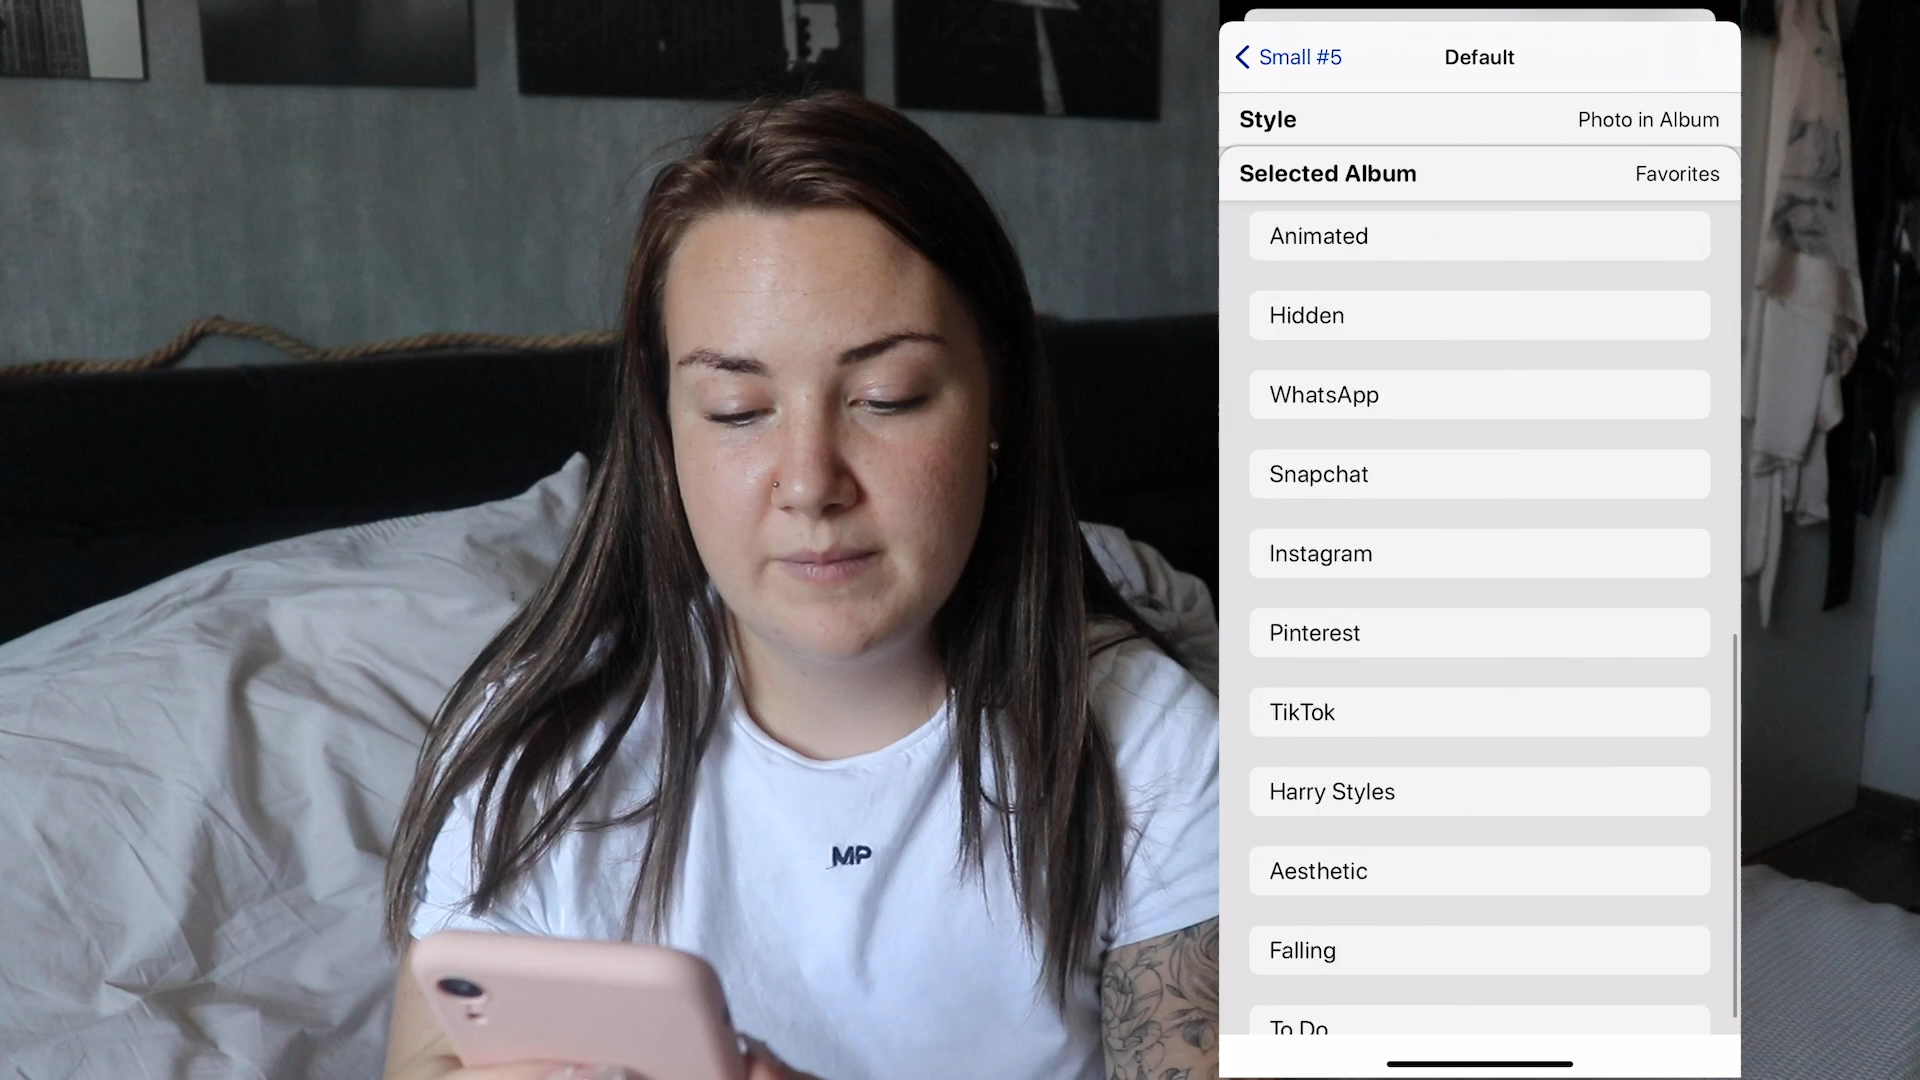 Small #5
Default
Style
Photo in Album
Selected Album
Favorites
Animated
Hidden
WhatsApp
Snapchat
Instagram
Pinterest
TikTok
Harry Styles
Aesthetic
Falling
To Do
MP